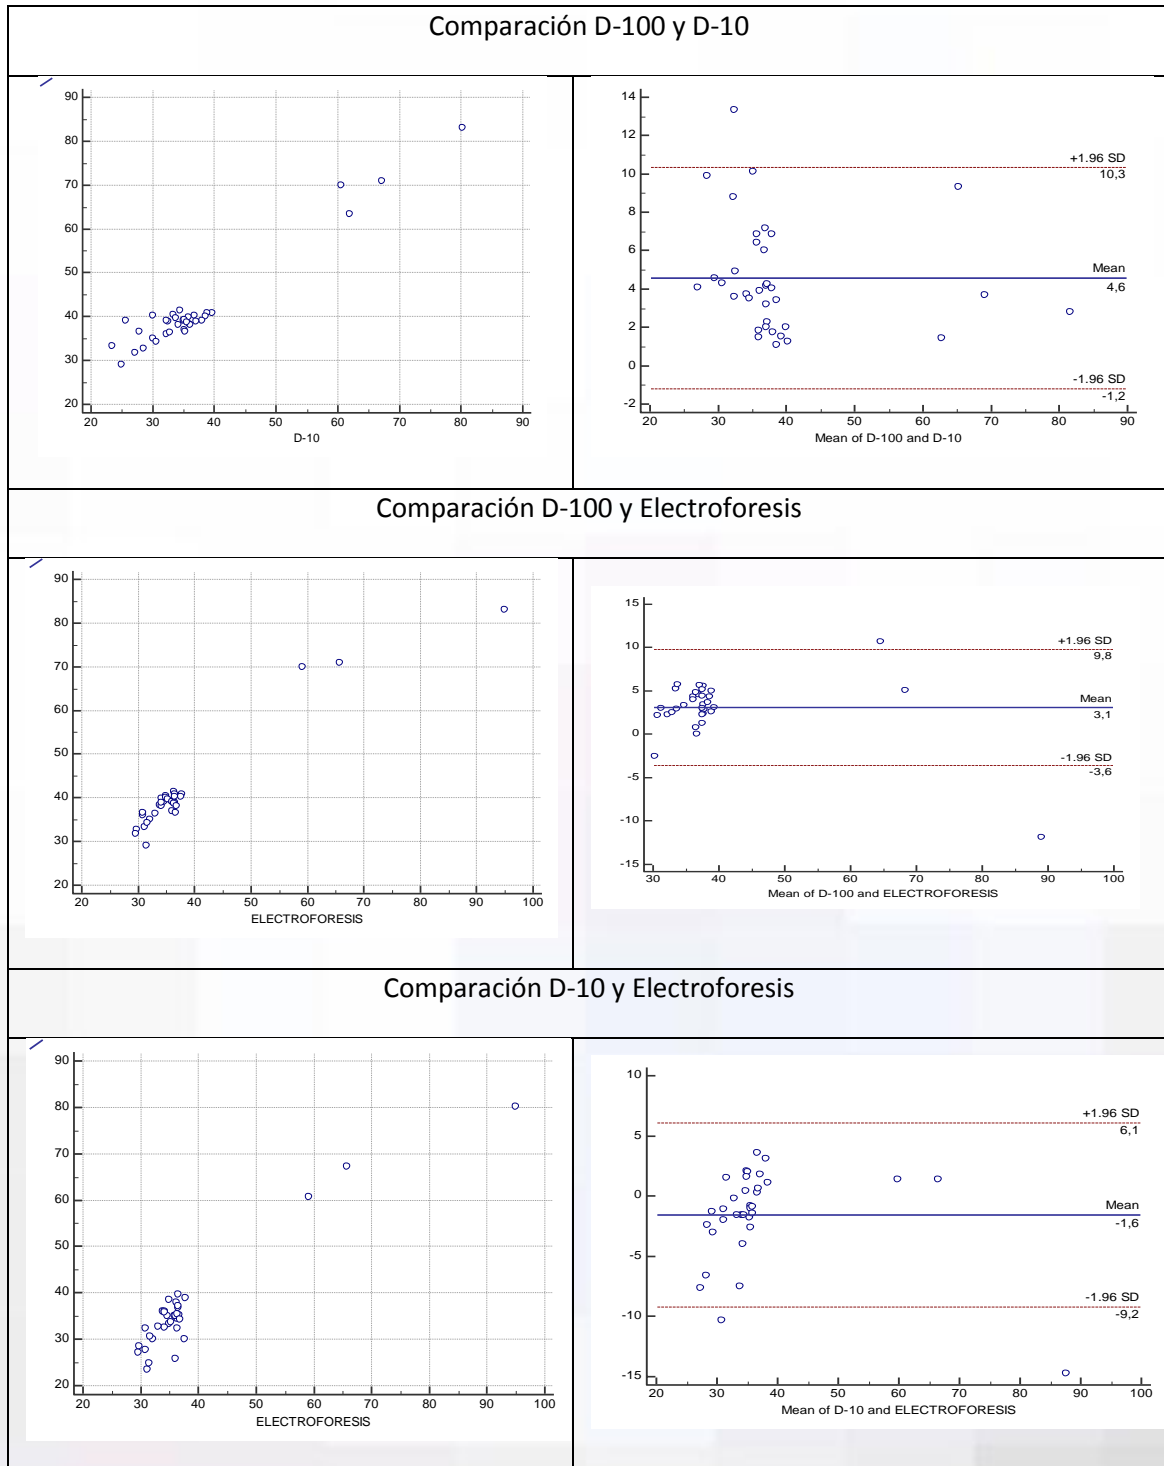 Comparación D-100 y D-10
90
80
70
60
50
40
30
20
20 30 40 50 60 70 80 90
D-10
14
12
10
8
6
4
2
0
-2
20 30 40 50 60 70 80 90
Mean of D-100 and D-10
+1.96 SD
10,3
Mean
4,6
-1.96 SD
-1,2
Comparación D-100 y Electroforesis
90
80
70
60
50
40
30
20
20 30 40 50 60 70 80 90 100
ELECTROFORESIS
15
10
5
0
-5
-10
-15
30 40 50 60 70 80 90 100
Mean of D-100 and ELECTROFORESIS
+1.96 SD
9,8
Mean
3,1
-1.96 SD
-3,6
Comparación D-10 y Electroforesis
90
80
70
60
50
40
30
20
20 30 40 50 60 70 80 90 100
ELECTROFORESIS
10
5
0
-5
-10
-15
20 30 40 50 60 70 80 90 100
Mean of D-10 and ELECTROFORESIS
+1.96 SD
6,1
Mean
-1,6
-1.96 SD
-9,2